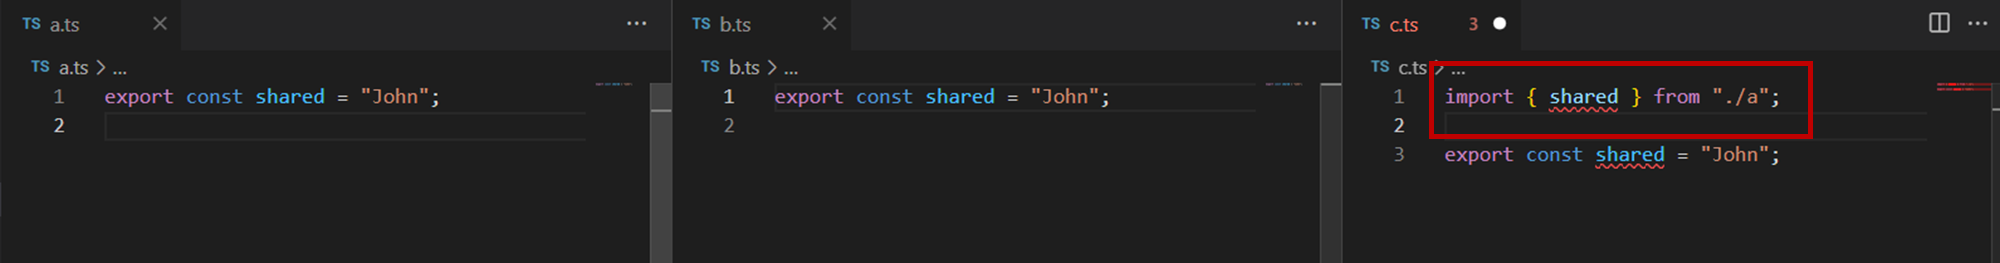 TS a.ts
TS a.ts > ...
1 export const shared = "John";
2
TS b.ts
TS b.ts > ...
1 export const shared = "John";
2
TS c.ts 3
TS c.ts > ...
1 import { shared } from "./a";
2
3 export const shared = "John";